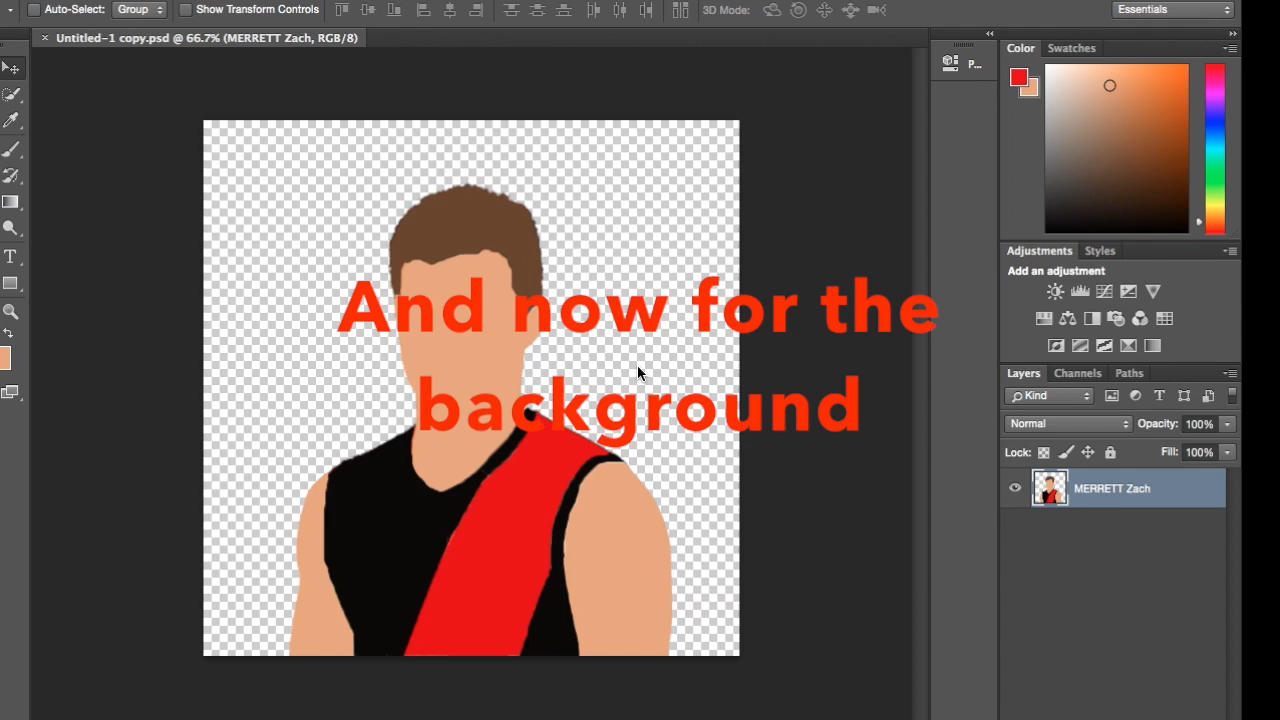 Auto-Select: Group Show Transform Controls 3D Mode: Essentials
× Untitled-1 copy.psd @ 66.7% (MERRETT Zach, RGB/8)
Color Swatches
P...
And now for the
background
Adjustments Styles
Add an adjustment
Layers Channels Paths
Kind
Normal Opacity: 100%
Lock: Fill: 100%
MERRETT Zach